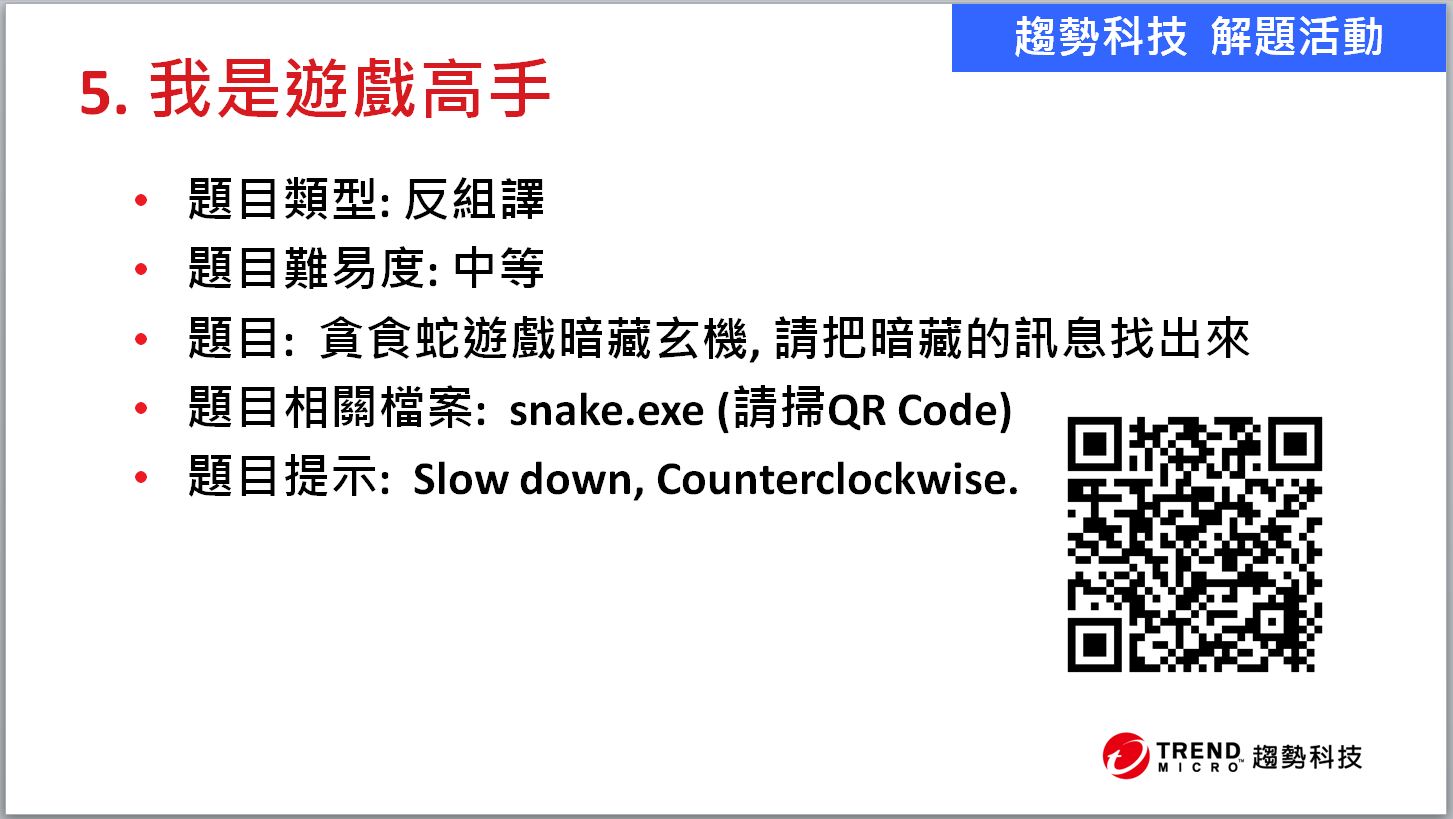 趨勢科技 解題活動
5. 我是遊戲高手
• 題目類型: 反組譯
• 題目難易度: 中等
• 題目: 貪食蛇遊戲暗藏玄機, 請把暗藏的訊息找出來
• 題目相關檔案: snake.exe (請掃QR Code)
• 題目提示: Slow down, Counterclockwise.
TREND MICRO™ 趨勢科技